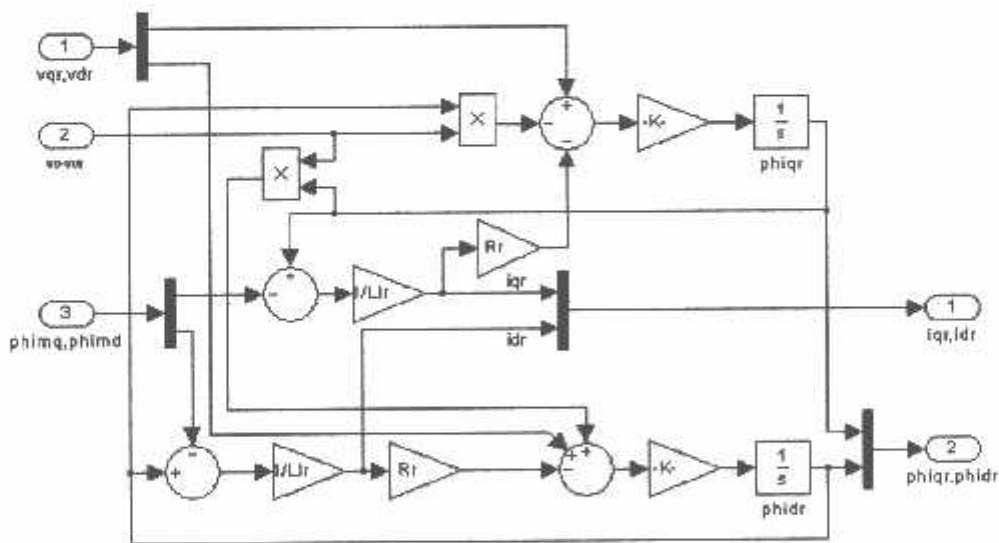 1
vqr,vdr
+
-
-
-K-
1
s
phiqr
2
×
×
Rr
+
-
1/Llr
iqr
3
phimq,phimd
idr
1
iqr,idr
-
+
1/Llr
Rr
+
+
-
-K-
1
s
phidr
2
phiqr,phidr